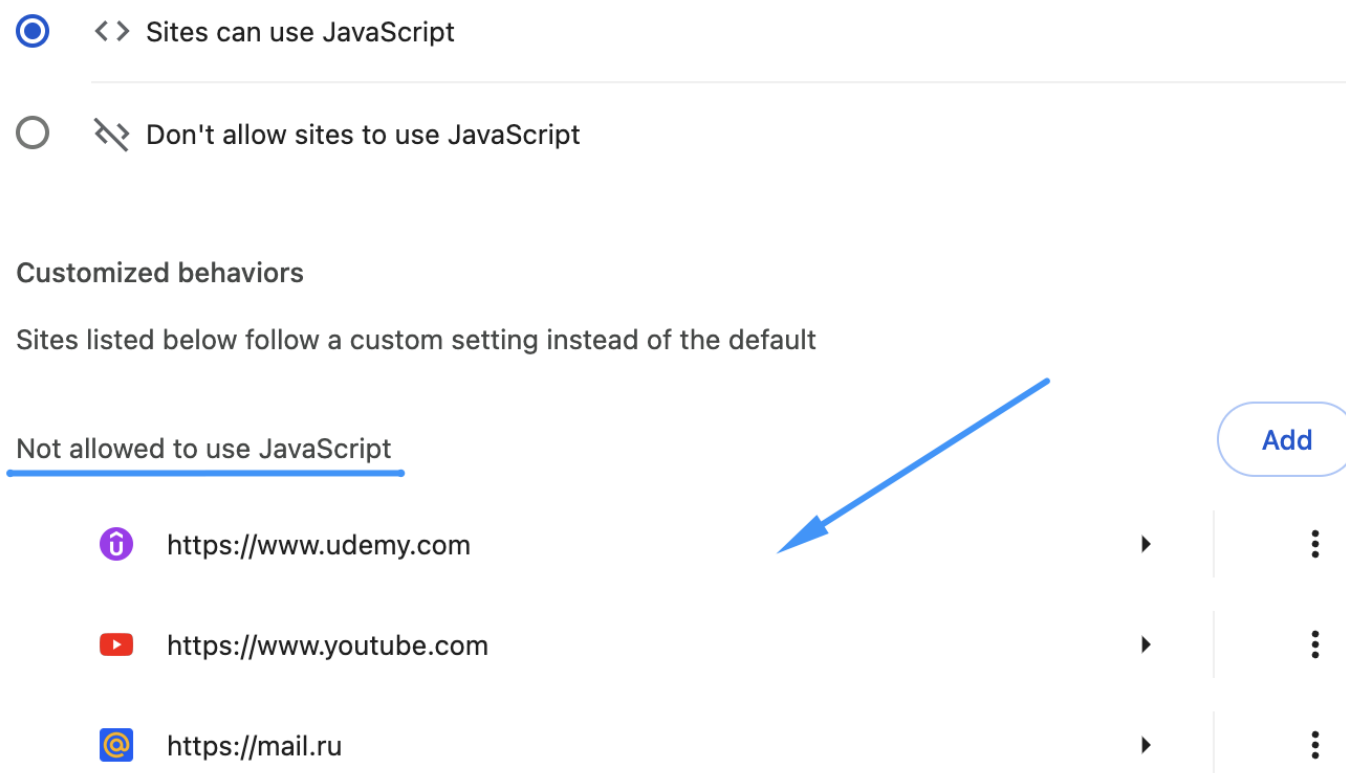 Sites can use JavaScript
Don't allow sites to use JavaScript
Customized behaviors
Sites listed below follow a custom setting instead of the default
Not allowed to use JavaScript
Add
https://www.udemy.com
https://www.youtube.com
https://mail.ru